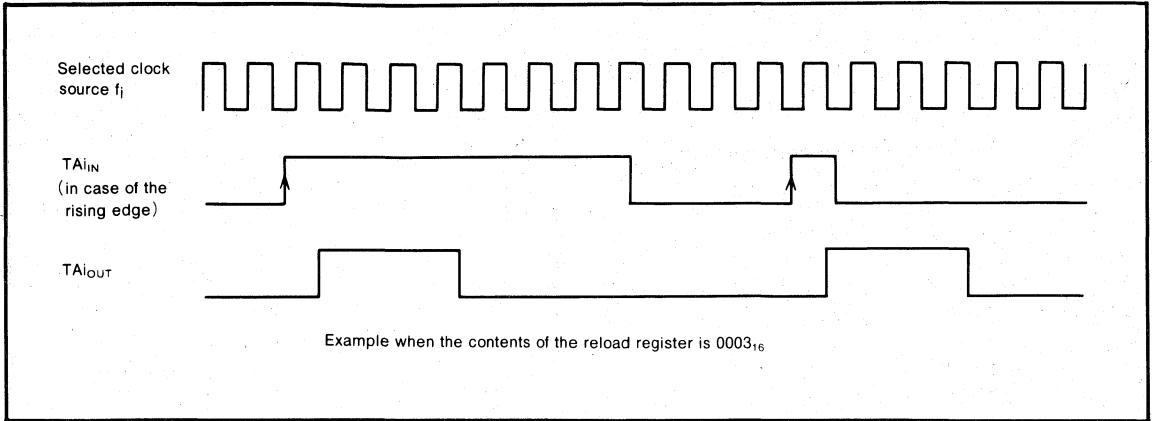 Selected clock
source fj
TAiIN
(in case of the
rising edge)
TAiOUT
Example when the contents of the reload register is 000316